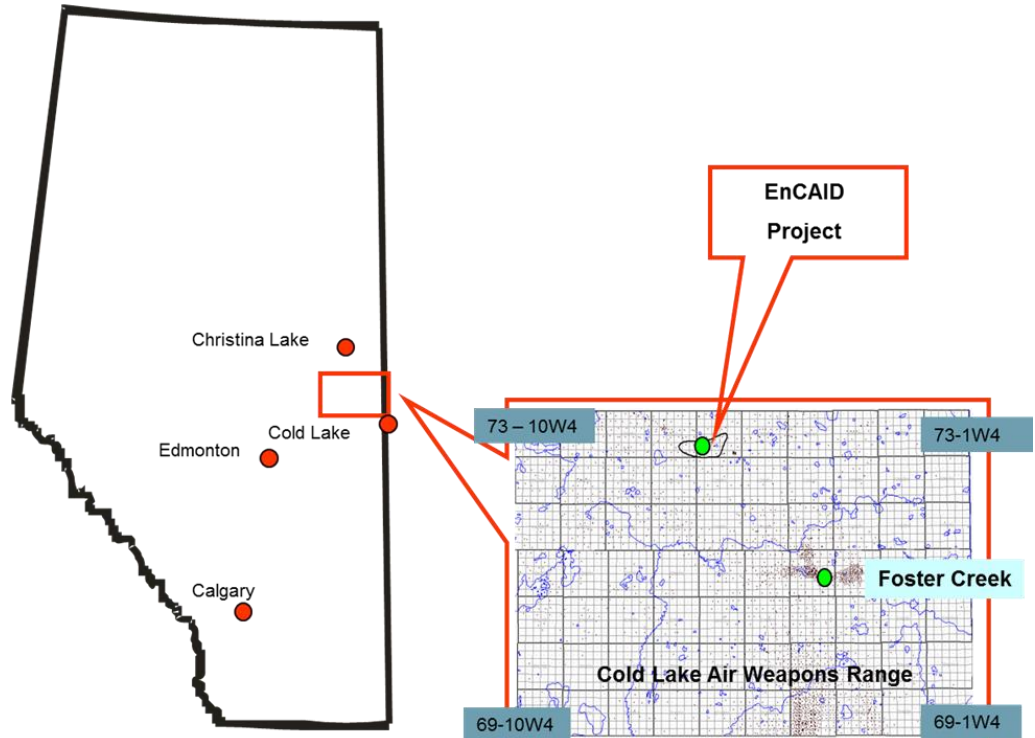 EnCAID
Project
Christina Lake
73 – 10W4
73-1W4
Cold Lake
Edmonton
Foster Creek
Calgary
Cold Lake Air Weapons Range
69-10W4
69-1W4